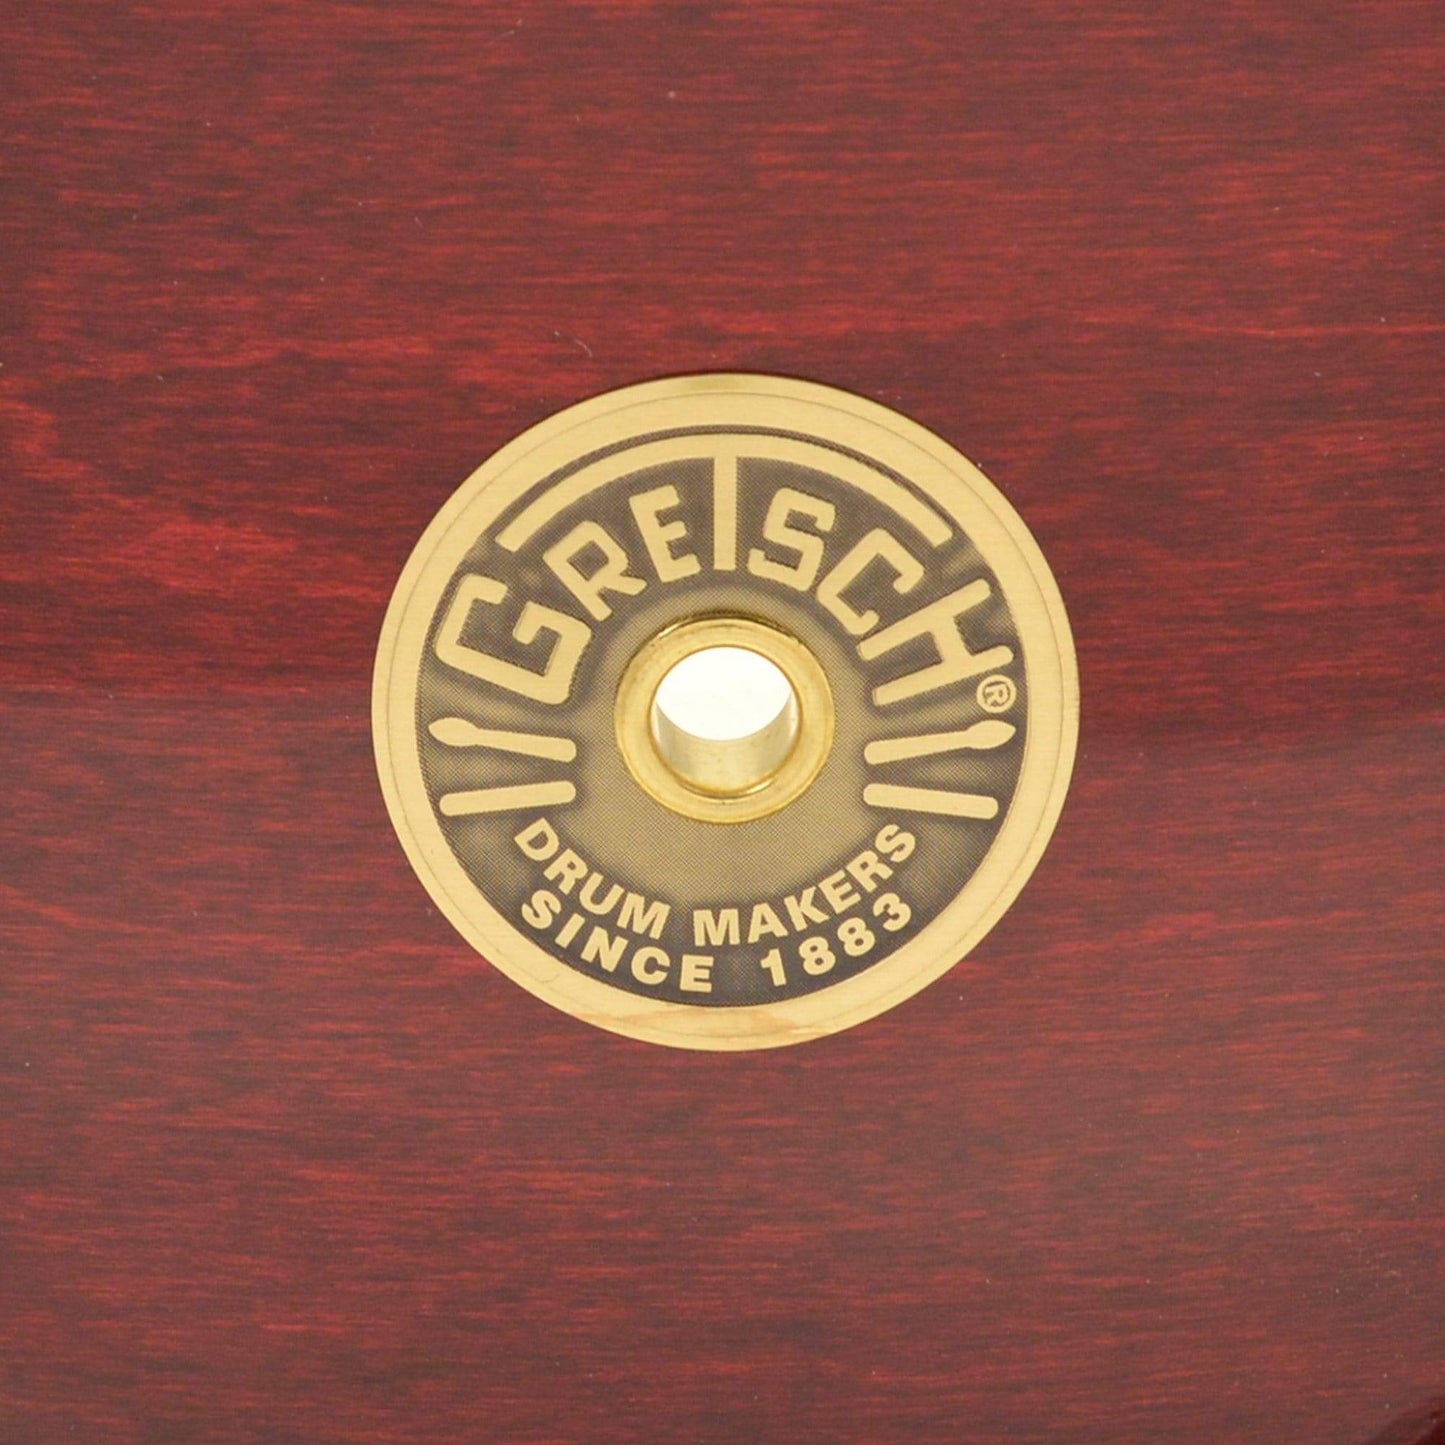 GRETSCH®
DRUM MAKERS
SINCE 1883